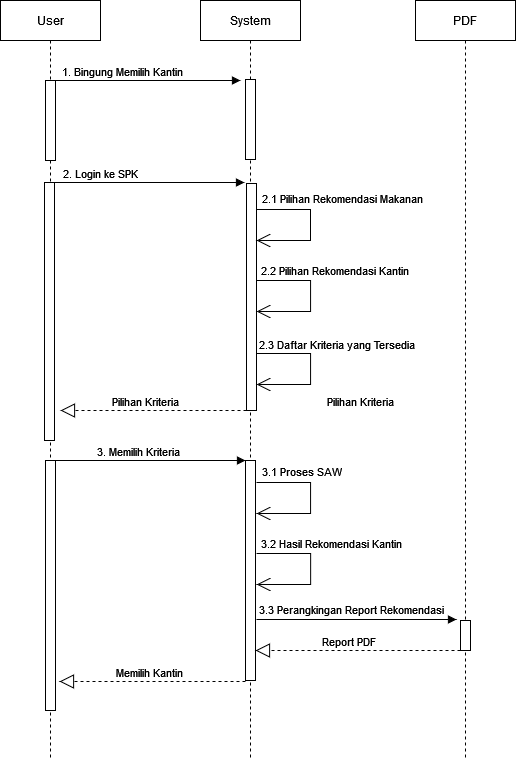 User
System
PDF
1. Bingung Memilih Kantin
2. Login ke SPK
2.1 Pilihan Rekomendasi Makanan
2.2 Pilihan Rekomendasi Kantin
2.3 Daftar Kriteria yang Tersedia
Pilihan Kriteria
Pilihan Kriteria
3. Memilih Kriteria
3.1 Proses SAW
3.2 Hasil Rekomendasi Kantin
3.3 Perangkingan Report Rekomendasi
Report PDF
Memilih Kantin